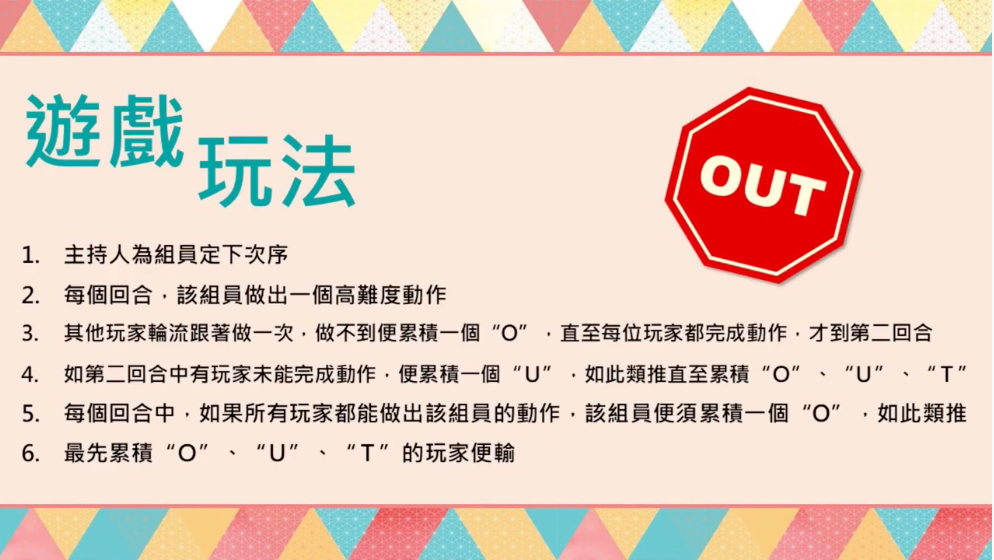 遊戲
玩法
OUT
1. 主持人為組員定下次序
2. 每個回合，該組員做出一個高難度動作
3. 其他玩家輪流跟著做一次，做不到便累積一個“O”，直至每位玩家都完成動作，才到第二回合
4. 如第二回合中有玩家未能完成動作，便累積一個“U”，如此類推直至累積“O”、“U”、“T”
5. 每個回合中，如果所有玩家都能做出該組員的動作，該組員便須累積一個“O”，如此類推
6. 最先累積“O”、“U”、“T”的玩家便輸